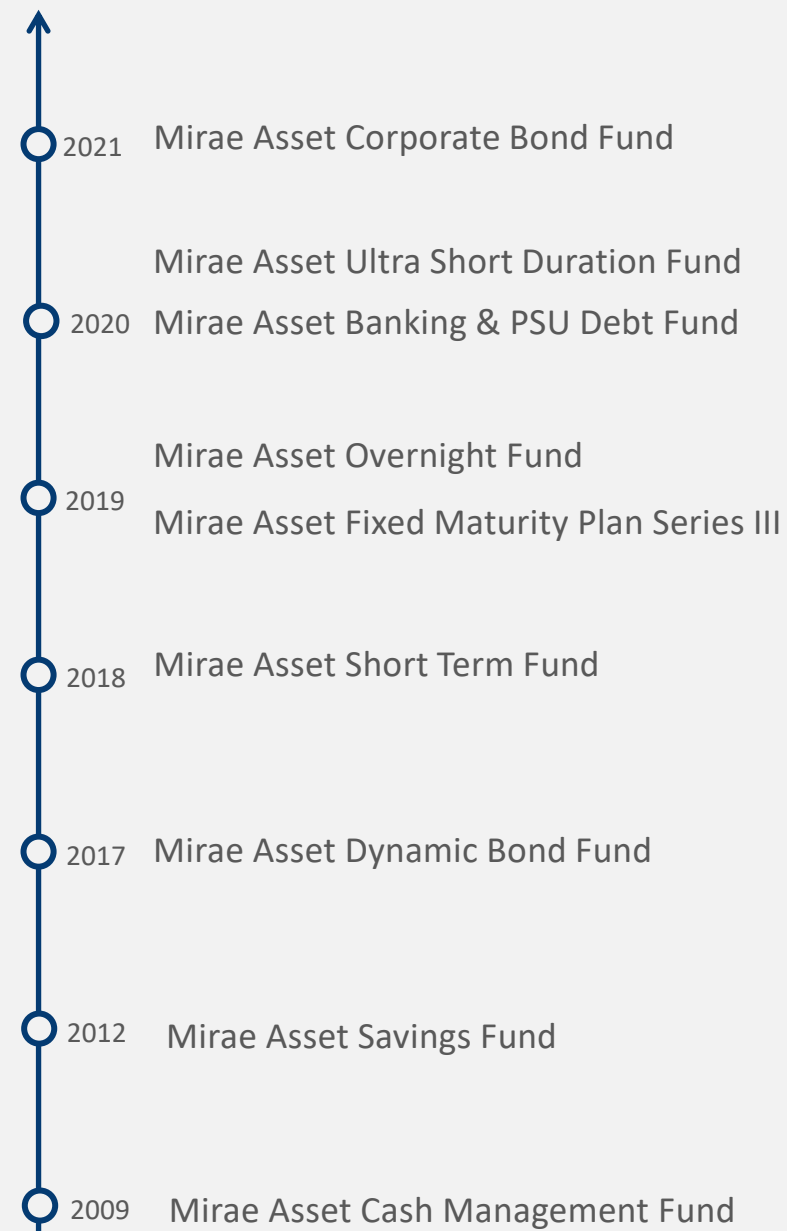 2021 Mirae Asset Corporate Bond Fund
Mirae Asset Ultra Short Duration Fund
2020 Mirae Asset Banking & PSU Debt Fund
Mirae Asset Overnight Fund
2019
Mirae Asset Fixed Maturity Plan Series III
2018 Mirae Asset Short Term Fund
2017 Mirae Asset Dynamic Bond Fund
2012 Mirae Asset Savings Fund
2009 Mirae Asset Cash Management Fund